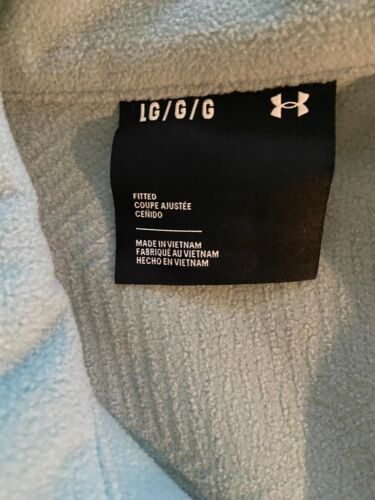 LG/G/G
FITTED
COUPE AJUSTÉE
CEÑIDO
MADE IN VIETNAM
FABRIQUÉ AU VIETNAM
HECHO EN VIETNAM